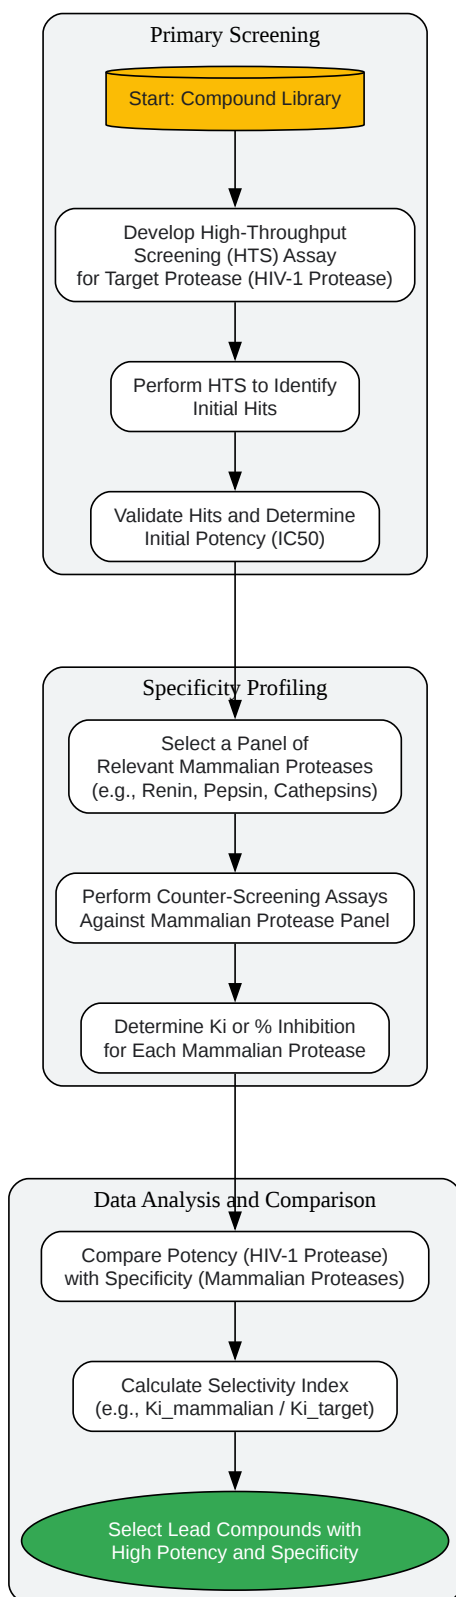 Primary Screening
Start: Compound Library
Develop High-Throughput
Screening (HTS) Assay
for Target Protease (HIV-1 Protease)
Perform HTS to Identify
Initial Hits
Validate Hits and Determine
Initial Potency (IC50)
Specificity Profiling
Select a Panel of
Relevant Mammalian Proteases
(e.g., Renin, Pepsin, Cathepsins)
Perform Counter-Screening Assays
Against Mammalian Protease Panel
Determine Ki or % Inhibition
for Each Mammalian Protease
Data Analysis and Comparison
Compare Potency (HIV-1 Protease)
with Specificity (Mammalian Proteases)
Calculate Selectivity Index
(e.g., Ki_mammalian / Ki_target)
Select Lead Compounds with
High Potency and Specificity